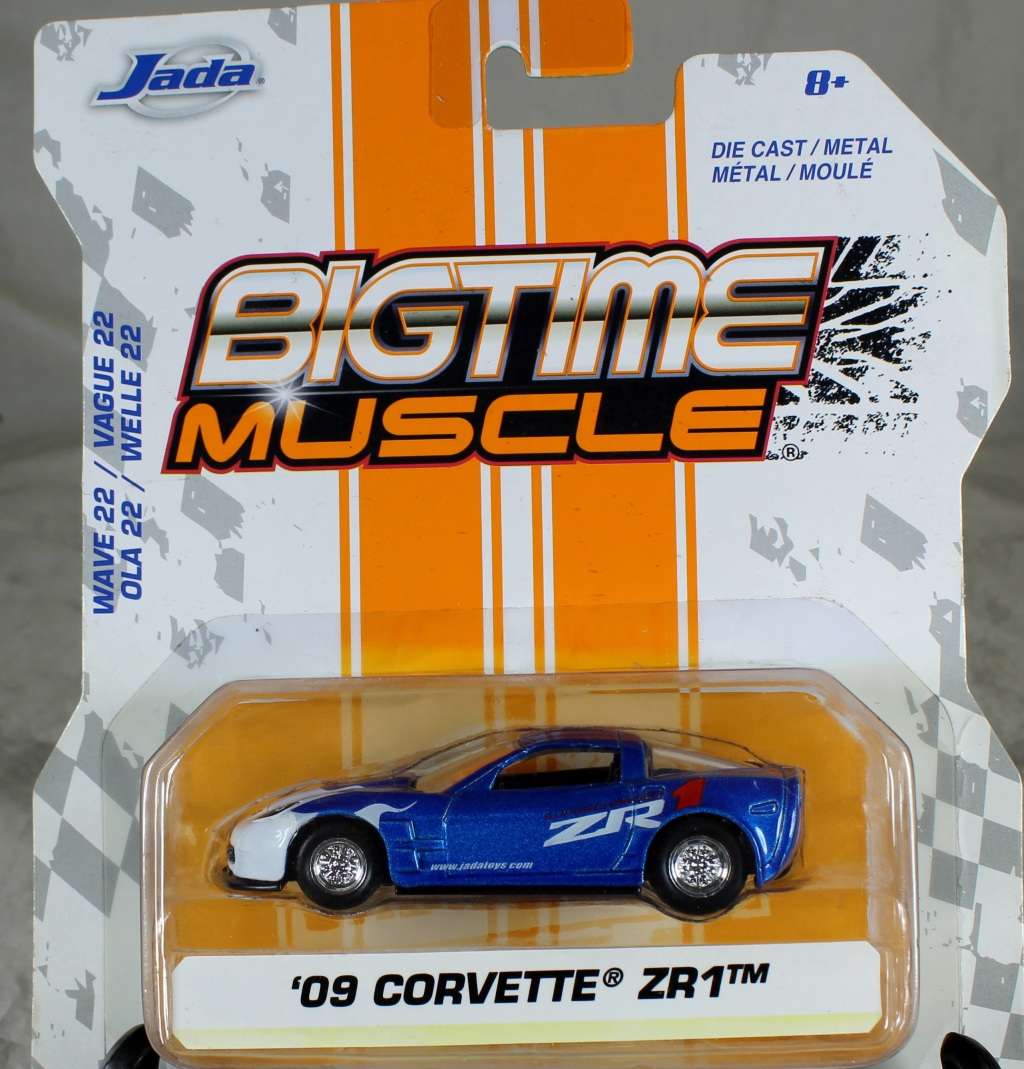 Jada®
8+
DIE CAST / METAL
MÉTAL / MOULÉ
BIGTIME
MUSCLE®
WAVE 22 / VAGUE 22
OLA 22 / WELLE 22
ZR1
www.jadatoys.com
'09 CORVETTE® ZR1™